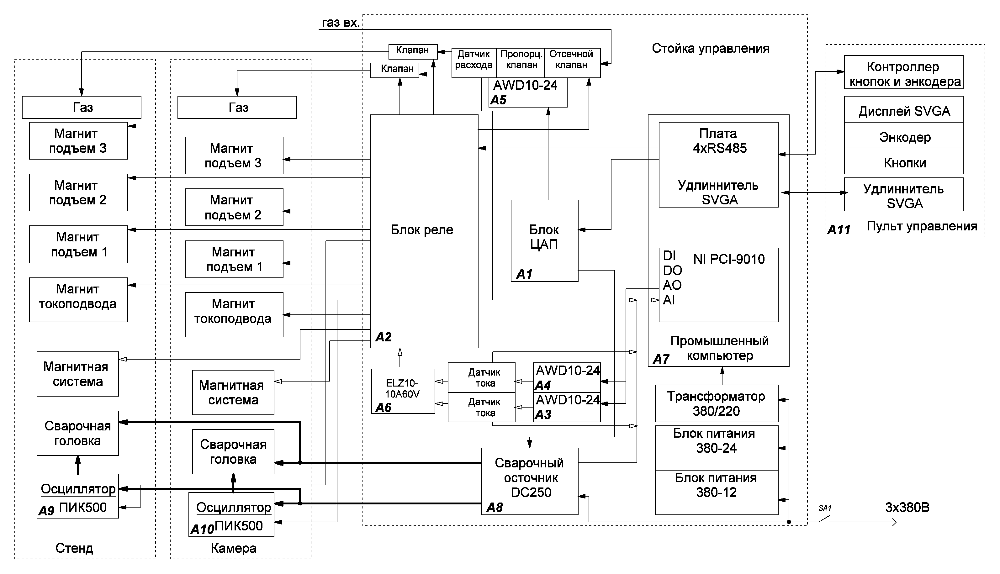 газ вх.
Стойка управления
Клапан
Клапан
Датчик
расхода
Пропорц.
клапан
Отсечной
клапан
AWD10-24
A5
Контроллер
кнопок и энкодера
Дисплей SVGA
Энкодер
Кнопки
Удлиннитель
SVGA
A11
Пульт управления
Газ
Магнит
подъем 3
Магнит
подъем 2
Магнит
подъем 1
Магнит
токоподвода
Магнитная
система
Сварочная
головка
Осциллятор
A9
ПИК500
Стенд
Газ
Магнит
подъем 3
Магнит
подъем 2
Магнит
подъем 1
Магнит
токоподвода
Магнитная
система
Сварочная
головка
Осциллятор
A10
ПИК500
Камера
Блок реле
A2
Блок
ЦАП
A1
Плата
4xRS485
Удлиннитель
SVGA
DI
NI PCI-9010
DO
AO
AI
Промышленный
компьютер
A7
ELZ10-
10A60V
A6
Датчик
тока
Датчик
тока
AWD10-24
A4
AWD10-24
A3
Трансформатор
380/220
Блок питания
380-24
Блок питания
380-12
Сварочный
осточник
DC250
A8
SA1
3x380В